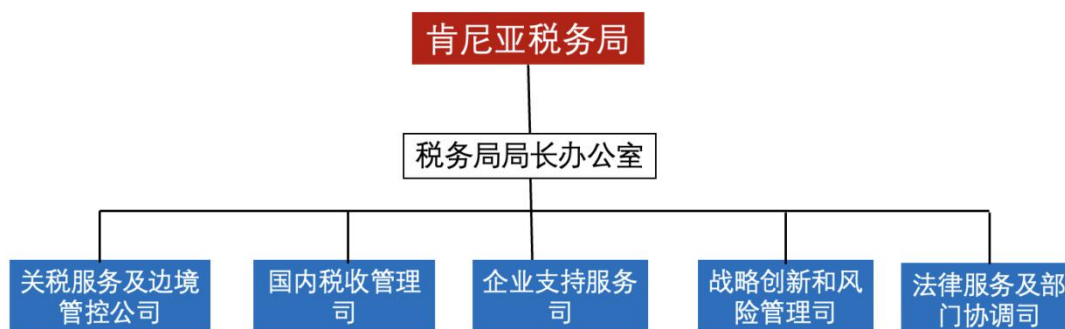 肯尼亚税务局
税务局局长办公室
关税服务及边境
管控公司
国内税收管理
司
企业支持服务
司
战略创新和风
险管理司
法律服务及部
门协调司